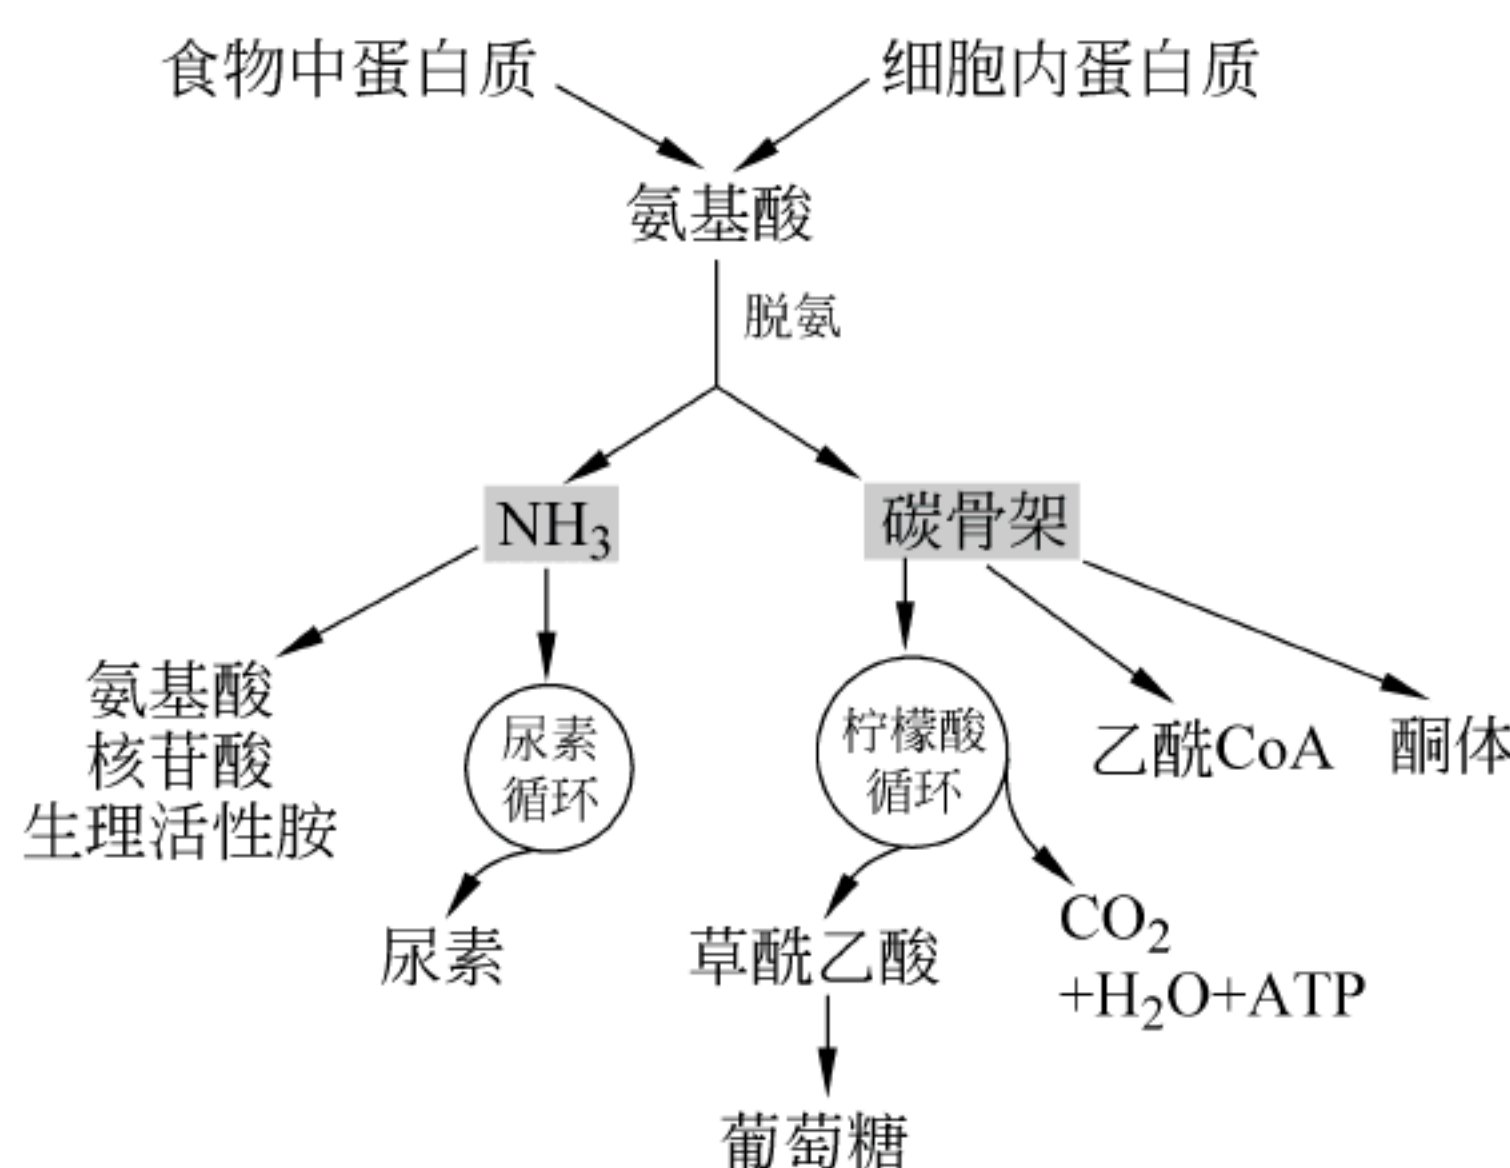 食物中蛋白质
细胞内蛋白质
氨基酸
脱氨
NH₃
碳骨架
氨基酸
核苷酸
生理活性胺
尿素
循环
尿素
柠檬酸
循环
乙酰CoA
酮体
草酰乙酸
CO₂
+H₂O+ATP
葡萄糖